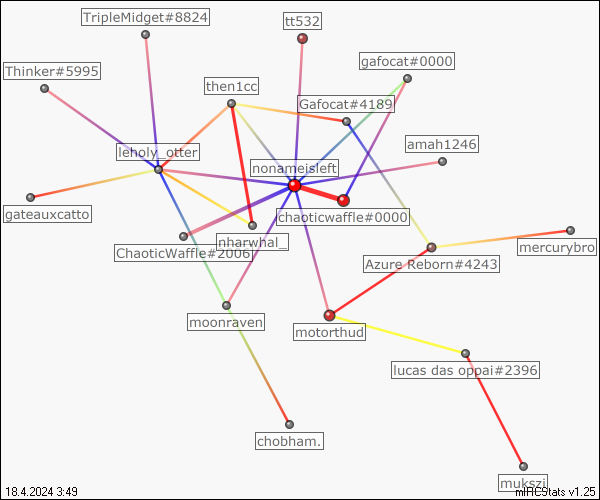 TripleMidget#8824
tt532
gafocat#0000
Thinker#5995
then1cc
Gafocat#4189
amah1246
leholy_otter
nonameisleft
gateauxcatto
chaoticwaffle#0000
nharwhal_
ChaoticWaffle#2006
mercurybro
Azure Reborn#4243
moonraven
motorthud
lucas das oppai#2396
chobham.
mukszi
18.4.2024 3:49
mIRCStats v1.25